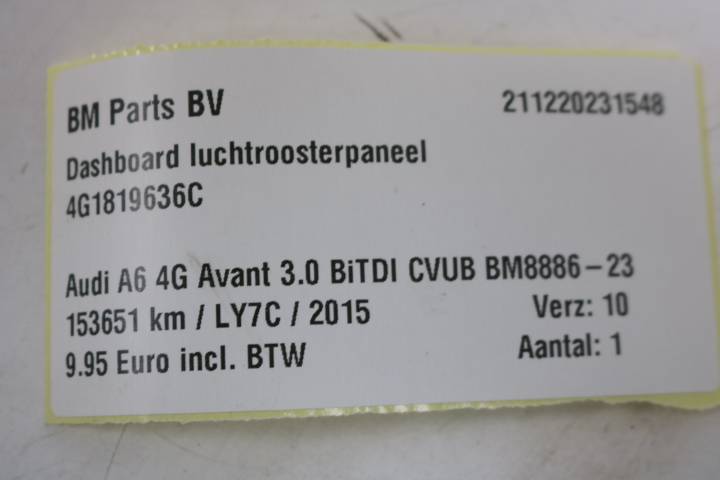 BM Parts BV 211220231548
Dashboard luchtroosterpaneel
4G1819636C
Audi A6 4G Avant 3.0 BiTDI CVUB BM8886-23
153651 km / LY7C / 2015 Verz: 10
9.95 Euro incl. BTW Aantal: 1